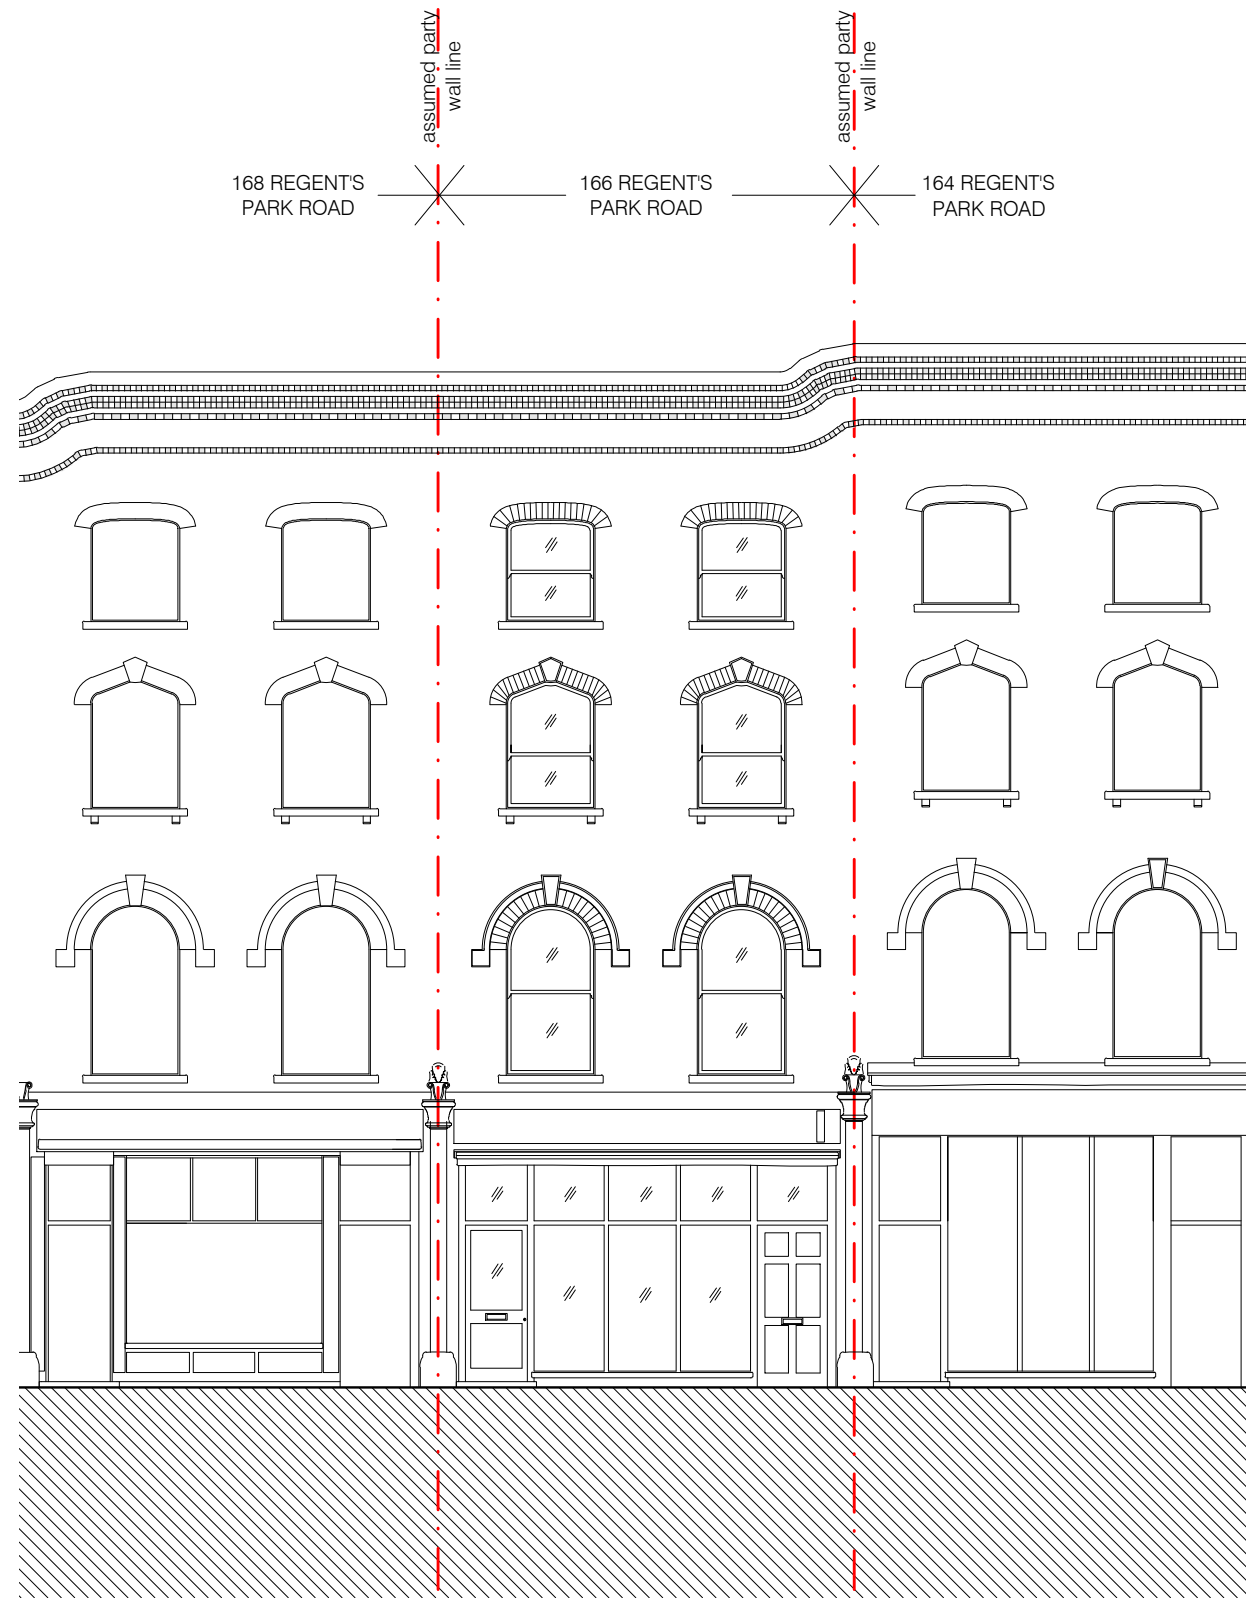 assumed party
wall line
assumed party
wall line
168 REGENT'S
PARK ROAD
166 REGENT'S
PARK ROAD
164 REGENT'S
PARK ROAD